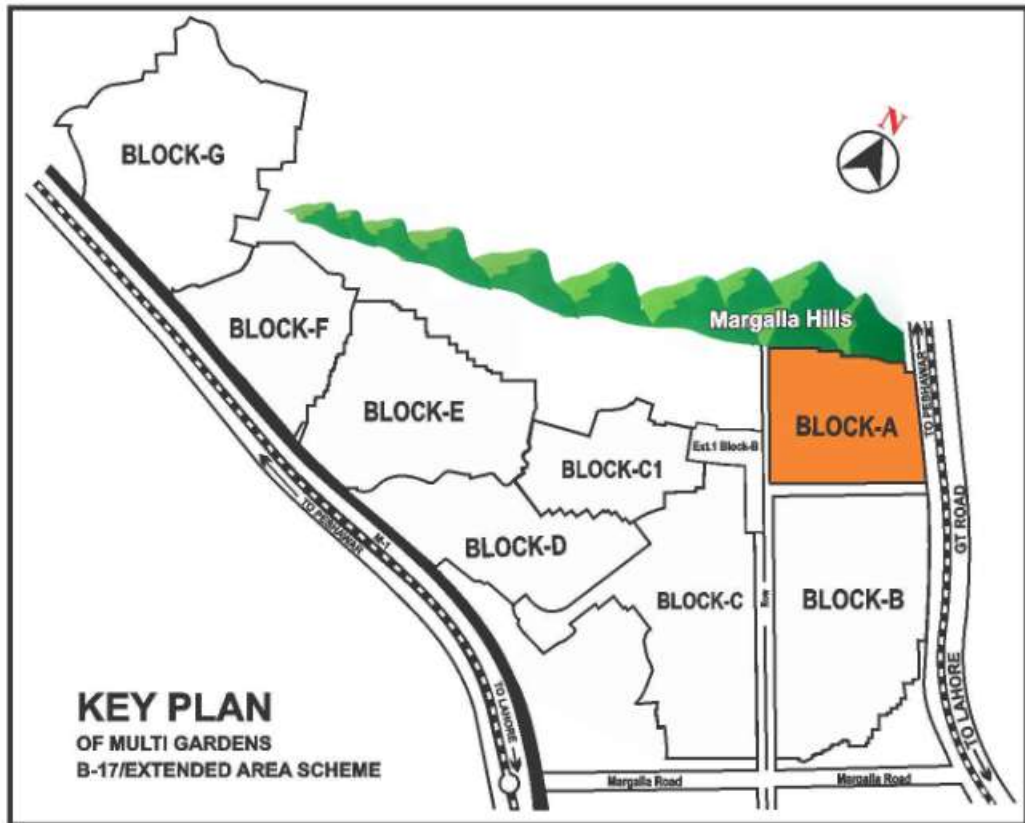 N
BLOCK-G
Margalla Hills
BLOCK-F
TO PESHAWAR
BLOCK-E
BLOCK-A
Ext.1 Block-B
BLOCK-C1
TO PESHAWAR
M-1
BLOCK-D
GT ROAD
BLOCK-C
Row
BLOCK-B
TO LAHORE
TO LAHORE
KEY PLAN
OF MULTI GARDENS
B-17/EXTENDED AREA SCHEME
Margalla Road
Margalla Road